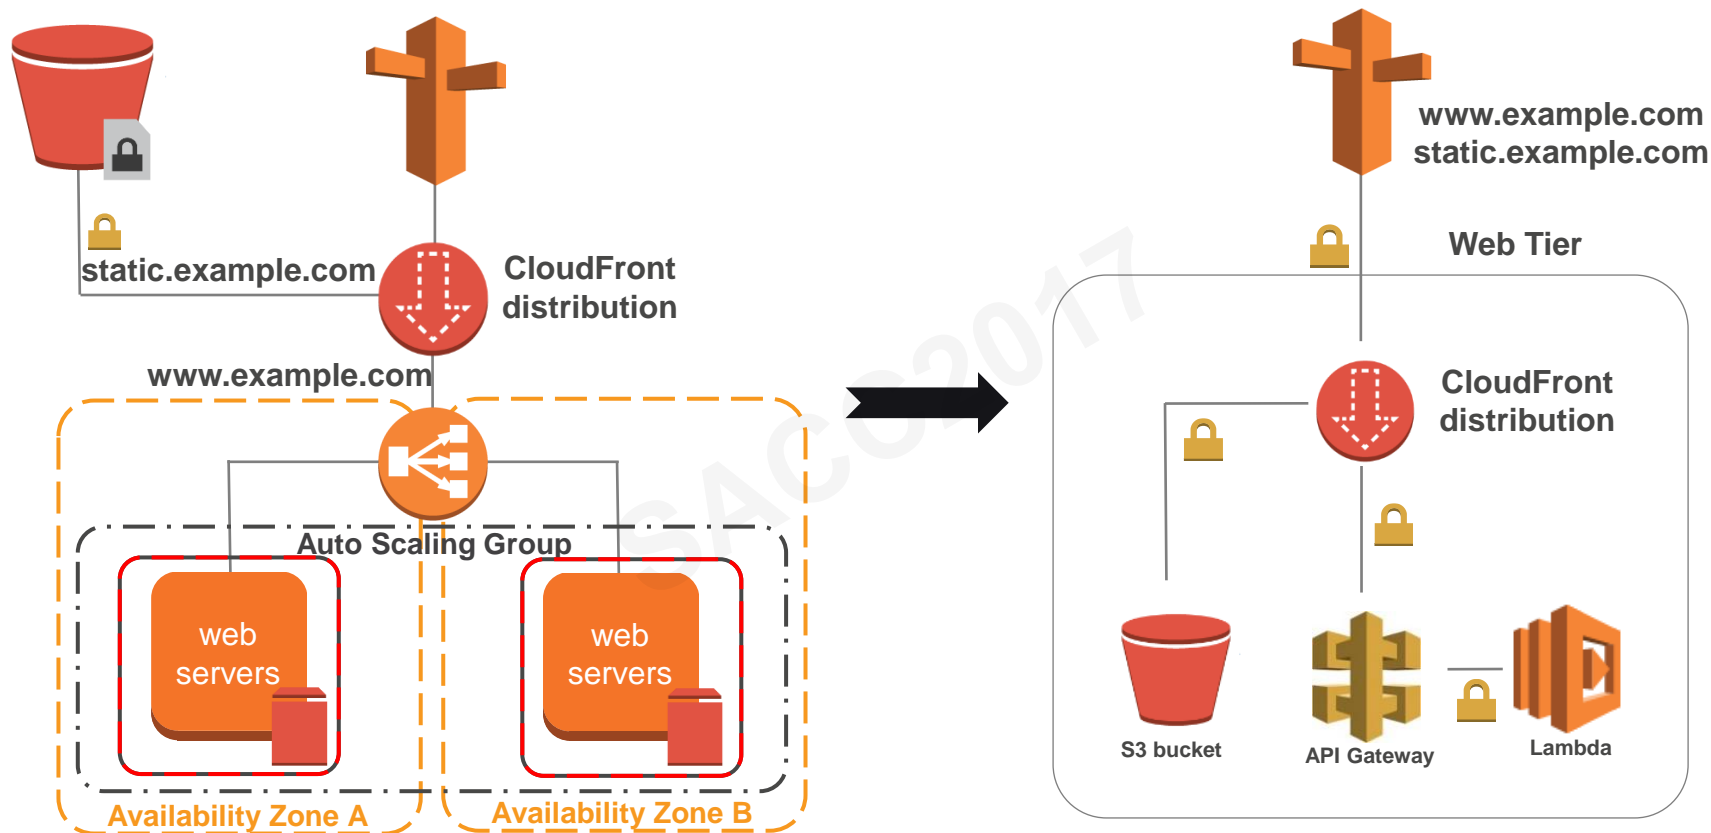 static.example.com
CloudFront
distribution
www.example.com
Auto Scaling Group
web
servers
web
servers
Availability Zone A
Availability Zone B
SACC2017
www.example.com
static.example.com
Web Tier
CloudFront
distribution
S3 bucket
API Gateway
Lambda